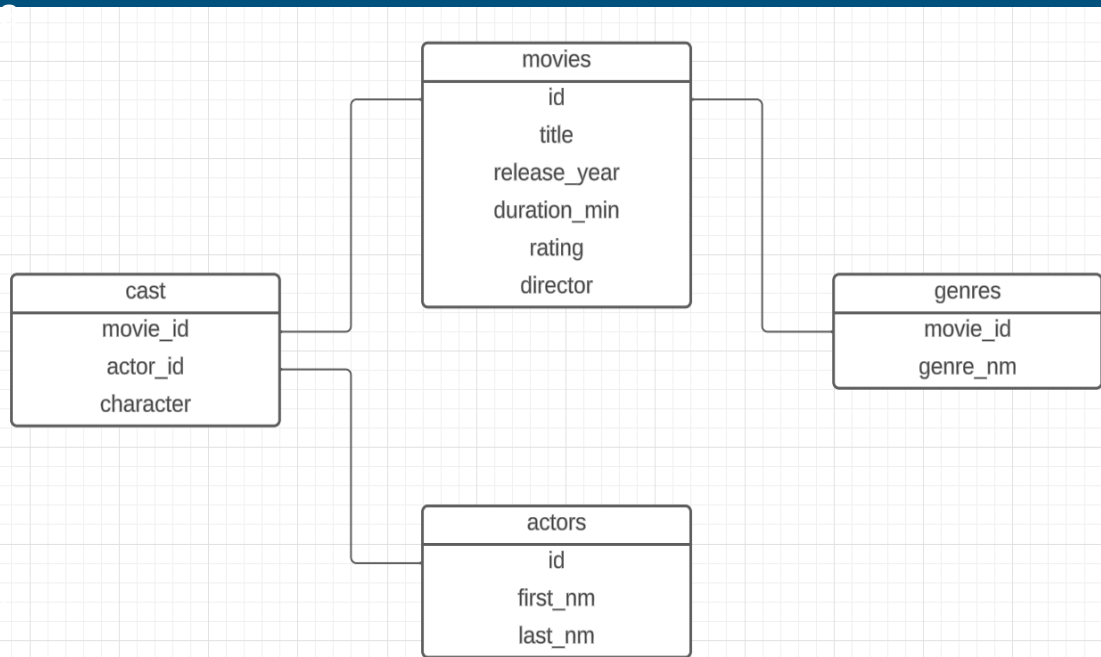 movies
id
title
release_year
duration_min
rating
director
cast
movie_id
actor_id
character
genres
movie_id
genre_nm
actors
id
first_nm
last_nm